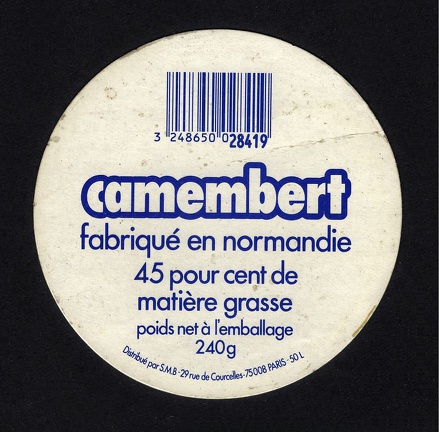 3 248650 028419
camembert
fabriqué en normandie
45 pour cent de
matière grasse
poids net à l'emballage
240g
Distribué par S.M.B - 29 rue de Courcelles - 75008 PARIS - 50 L